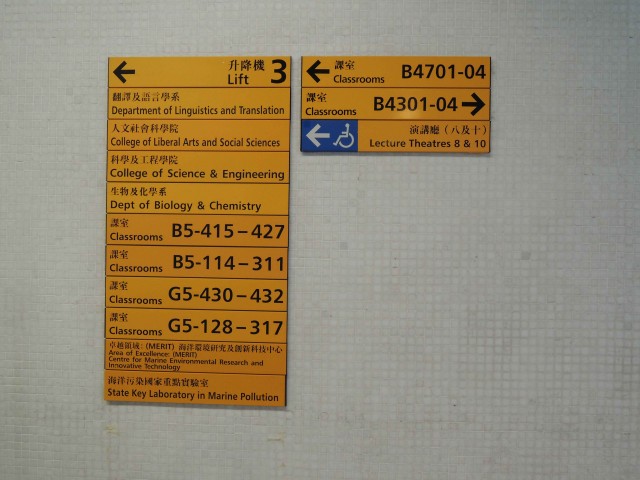 升降機
Lift 3
翻譯及語言學系
Department of Linguistics and Translation
人文社會科學院
College of Liberal Arts and Social Sciences
科學及工程學院
College of Science & Engineering
生物及化學系
Dept of Biology & Chemistry
課室
Classrooms B5-415–427
課室
Classrooms B5-114–311
課室
Classrooms G5-430–432
課室
Classrooms G5-128–317
卓越領域: (MERIT) 海洋環境研究及創新科技中心
Area of Excellence: (MERIT)
Centre for Marine Environmental Research and
Innovative Technology
海洋污染國家重點實驗室
State Key Laboratory in Marine Pollution
課室
Classrooms B4701-04
課室
Classrooms B4301-04
演講廳（八及十）
Lecture Theatres 8 & 10